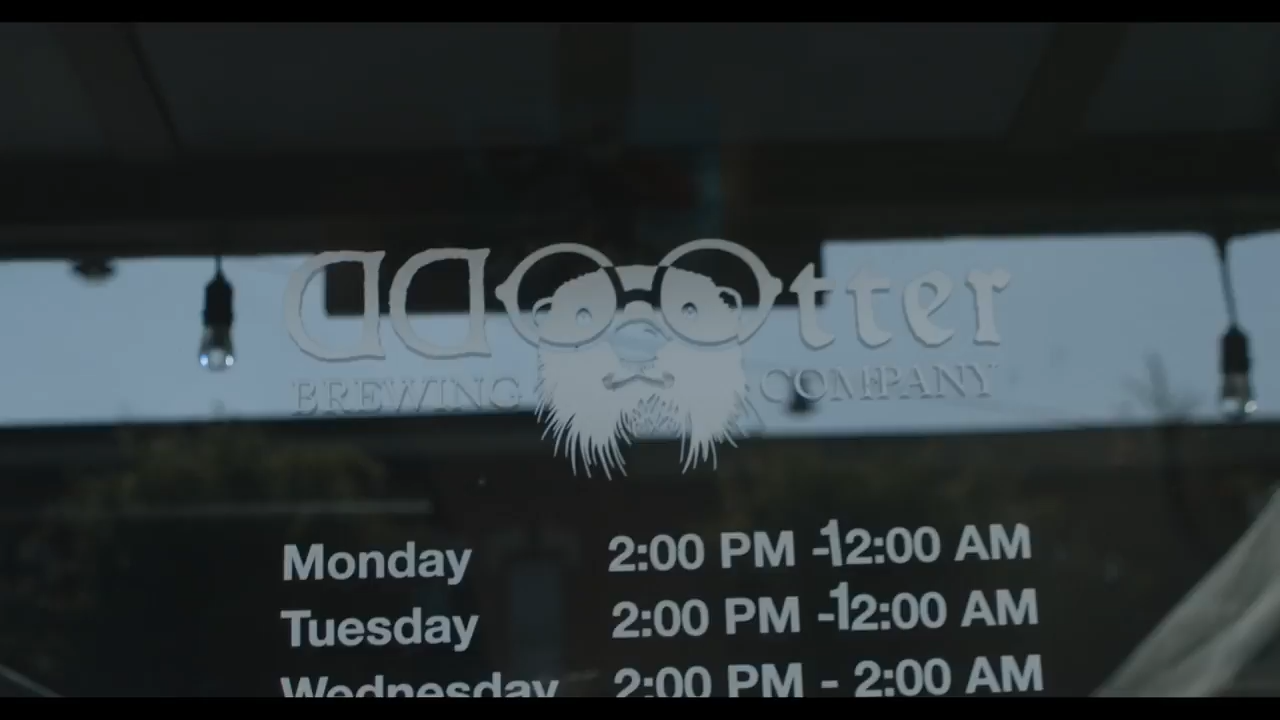 ODD Otter
BREWING COMPANY
Monday 2:00 PM -12:00 AM
Tuesday 2:00 PM -12:00 AM
Wednesday 2:00 PM - 2:00 AM